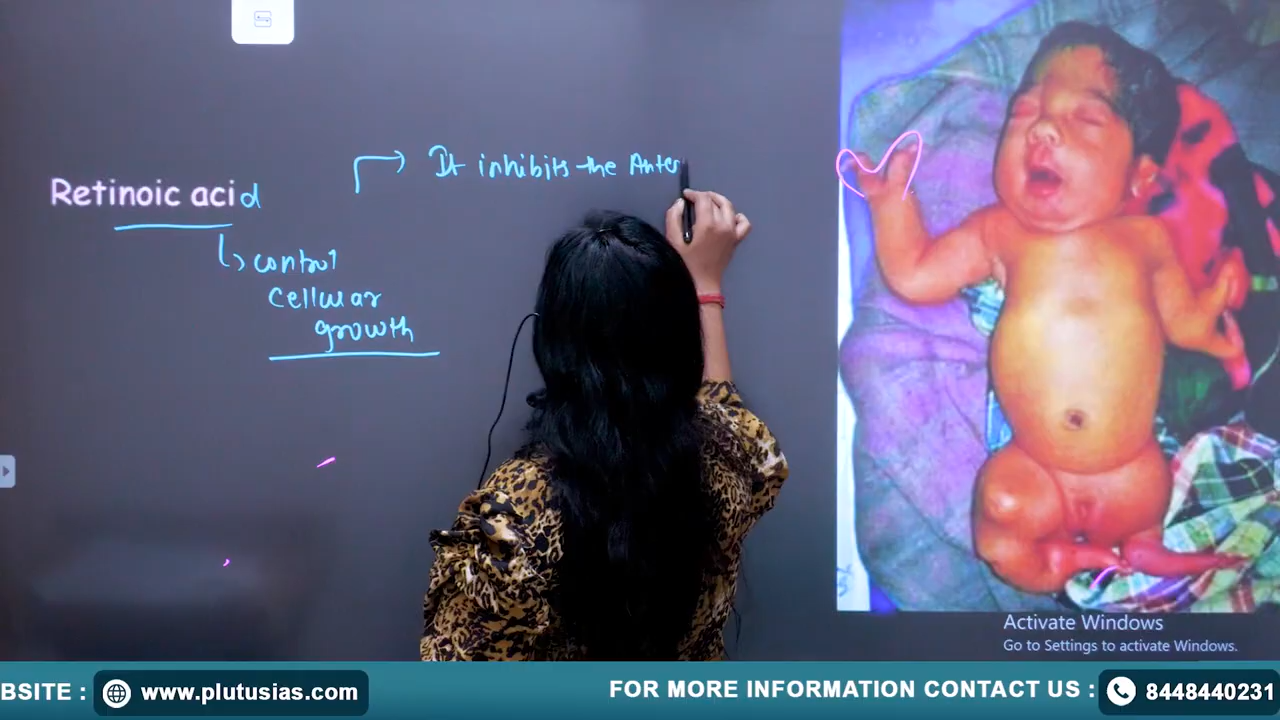 It inhibits the Anter
Retinoic acid
control
cellular
growth
Activate Windows
Go to Settings to activate Windows.
BSITE : www.plutusias.com
FOR MORE INFORMATION CONTACT US : 8448440231